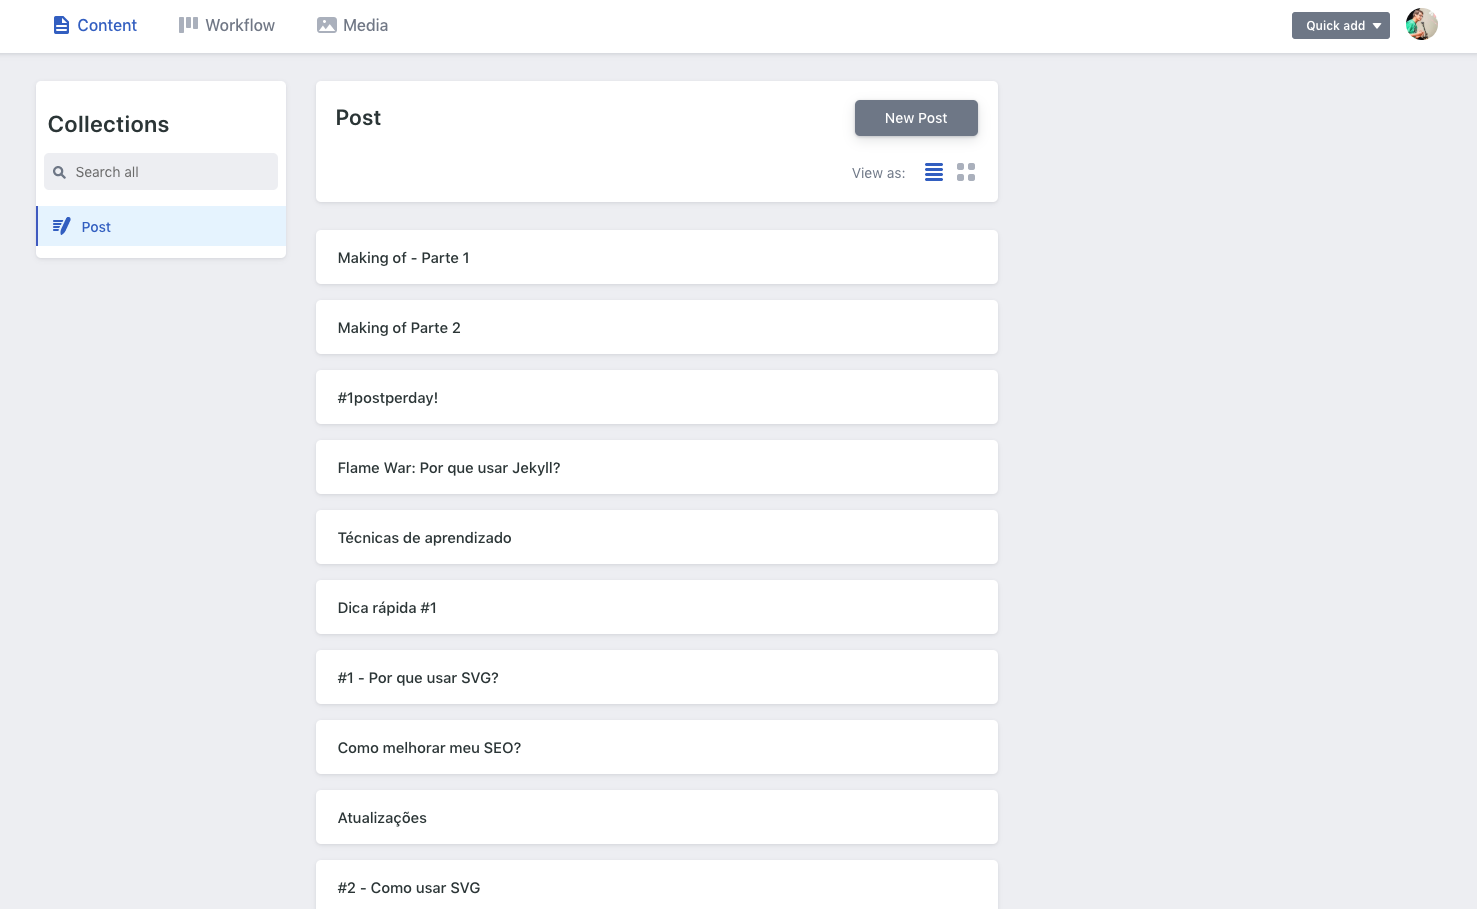 Content
Workflow
Media
Quick add
Collections
Search all
Post
Post
New Post
View as:
Making of - Parte 1
Making of Parte 2
#1postperday!
Flame War: Por que usar Jekyll?
Técnicas de aprendizado
Dica rápida #1
#1 - Por que usar SVG?
Como melhorar meu SEO?
Atualizações
#2 - Como usar SVG